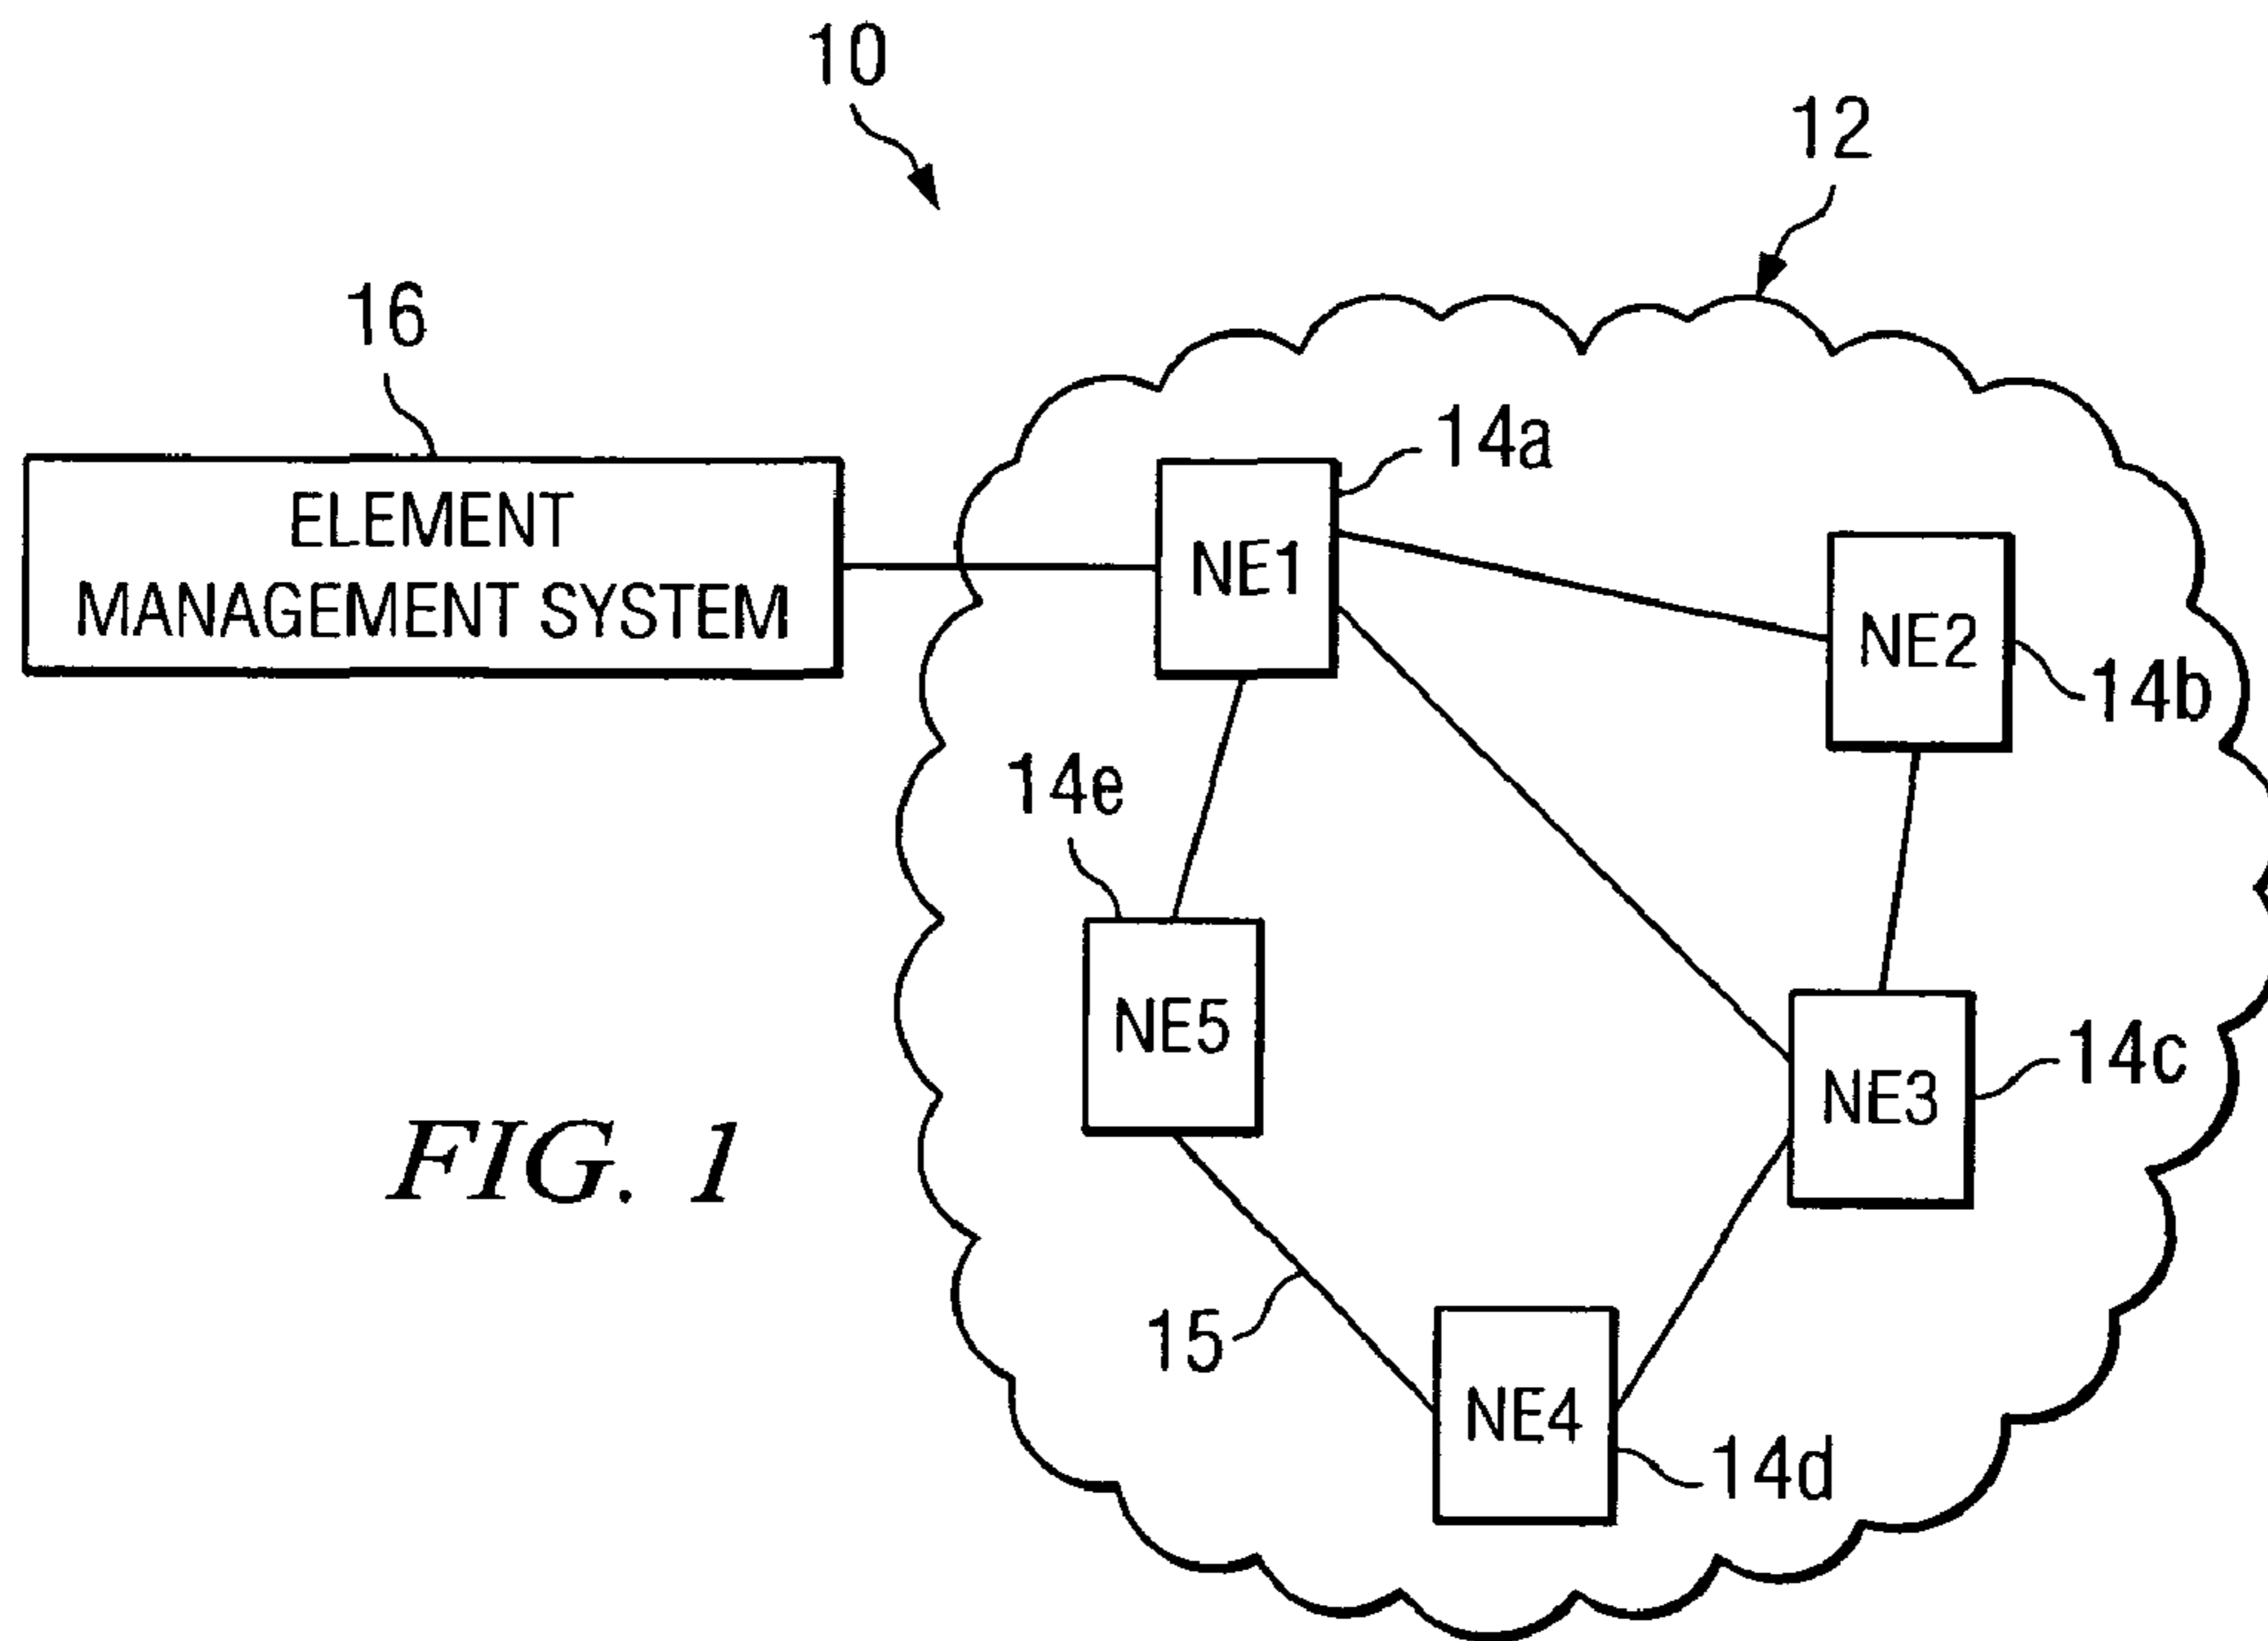 10
12
16
ELEMENT
MANAGEMENT SYSTEM
14a
NE1
NE2
14b
14e
NE5
NE3
14c
FIG. 1
15
NE4
14d